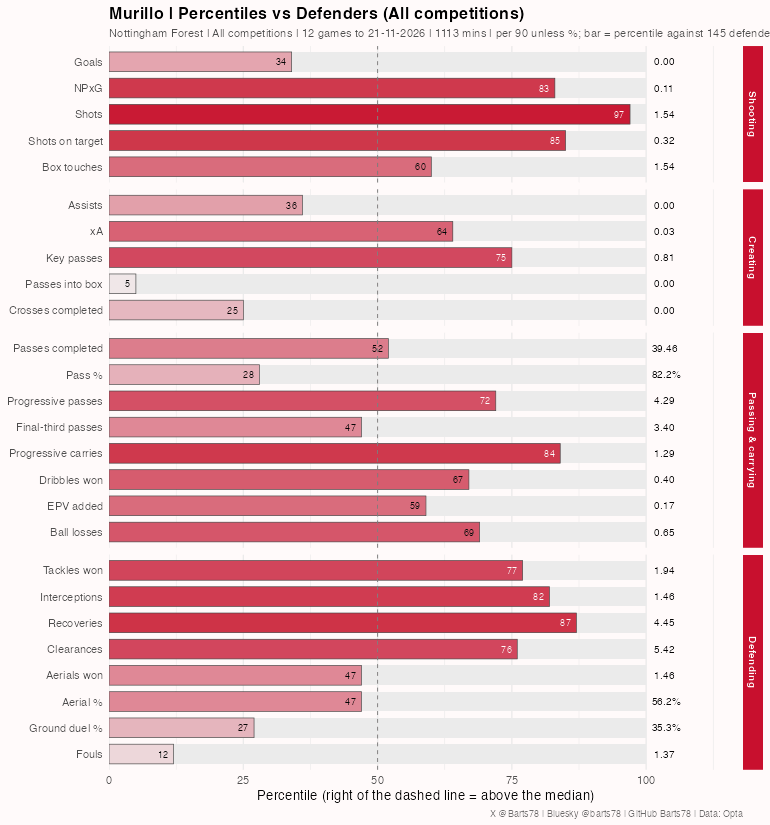 Murillo | Percentiles vs Defenders (All competitions)
Nottingham Forest | All competitions | 12 games to 21-11-2026 | 1113 mins | per 90 unless %; bar = percentile against 145 defende
Goals 34 0.00
NPxG 83 0.11
Shots 97 1.54
Shots on target 85 0.32
Box touches 60 1.54
Shooting
Assists 36 0.00
xA 64 0.03
Key passes 75 0.81
Passes into box 5 0.00
Crosses completed 25 0.00
Creating
Passes completed 52 39.46
Pass % 28 82.2%
Progressive passes 72 4.29
Final-third passes 47 3.40
Progressive carries 84 1.29
Dribbles won 67 0.40
EPV added 59 0.17
Ball losses 69 0.65
Passing & carrying
Tackles won 77 1.94
Interceptions 82 1.46
Recoveries 87 4.45
Clearances 76 5.42
Aerials won 47 1.46
Aerial % 47 56.2%
Ground duel % 27 35.3%
Fouls 12 1.37
Defending
0 25 50 75 100
Percentile (right of the dashed line = above the median)
X @Barts78 | Bluesky @barts78 | GitHub Barts78 | Data: Opta